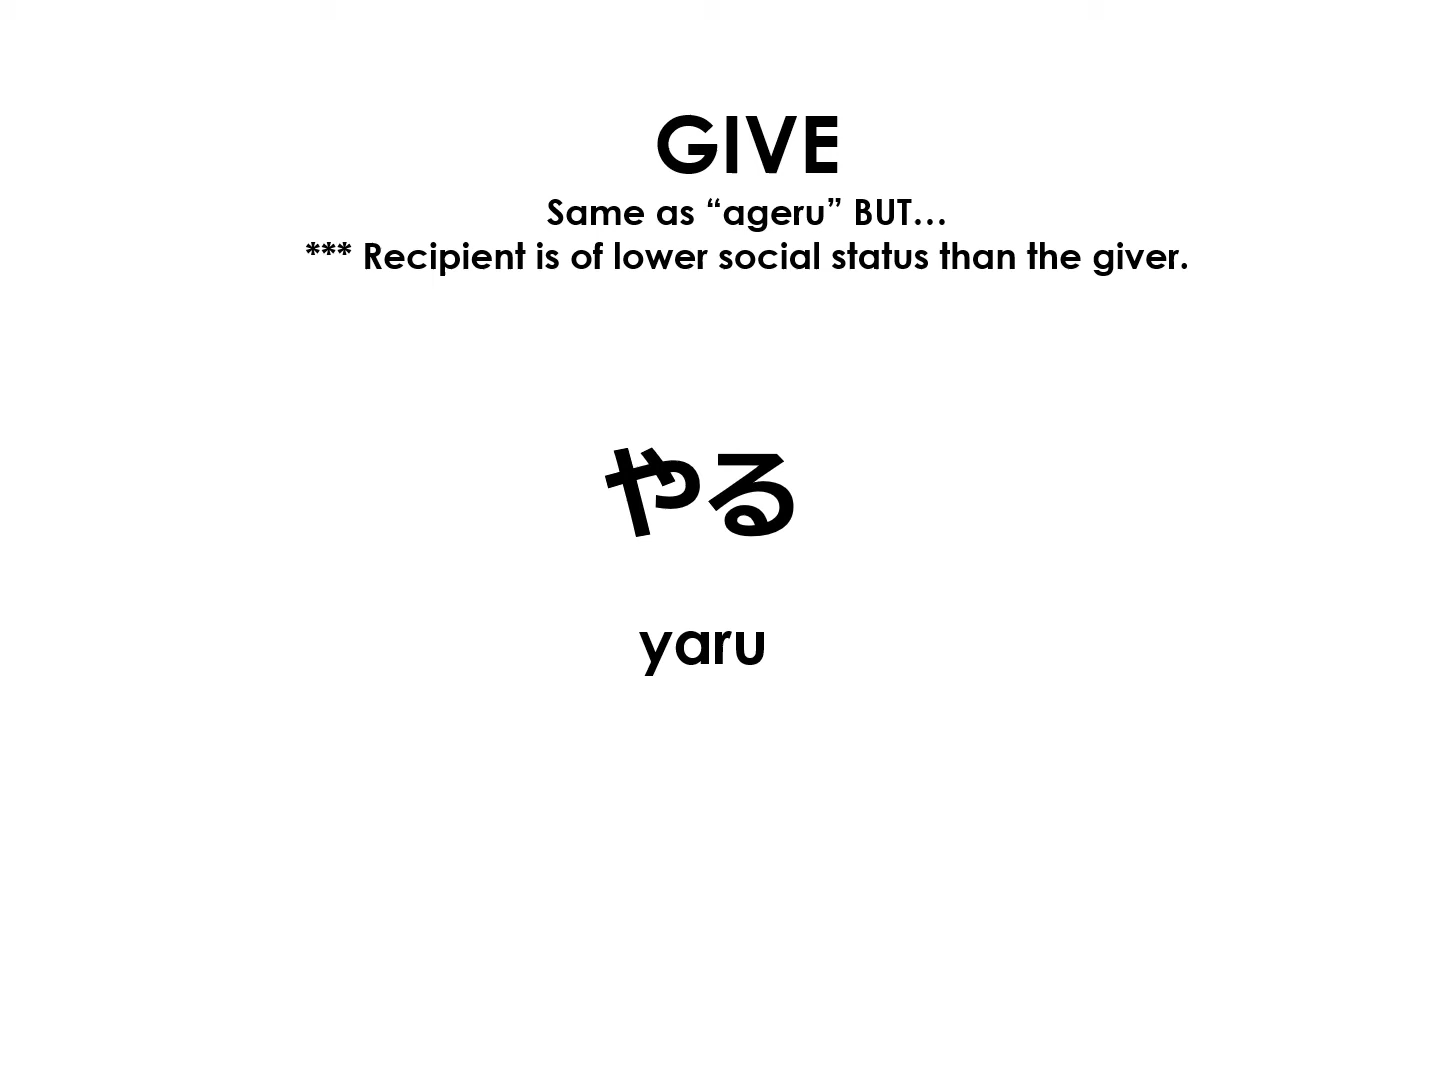 GIVE
Same as “ageru” BUT…
*** Recipient is of lower social status than the giver.
やる
yaru